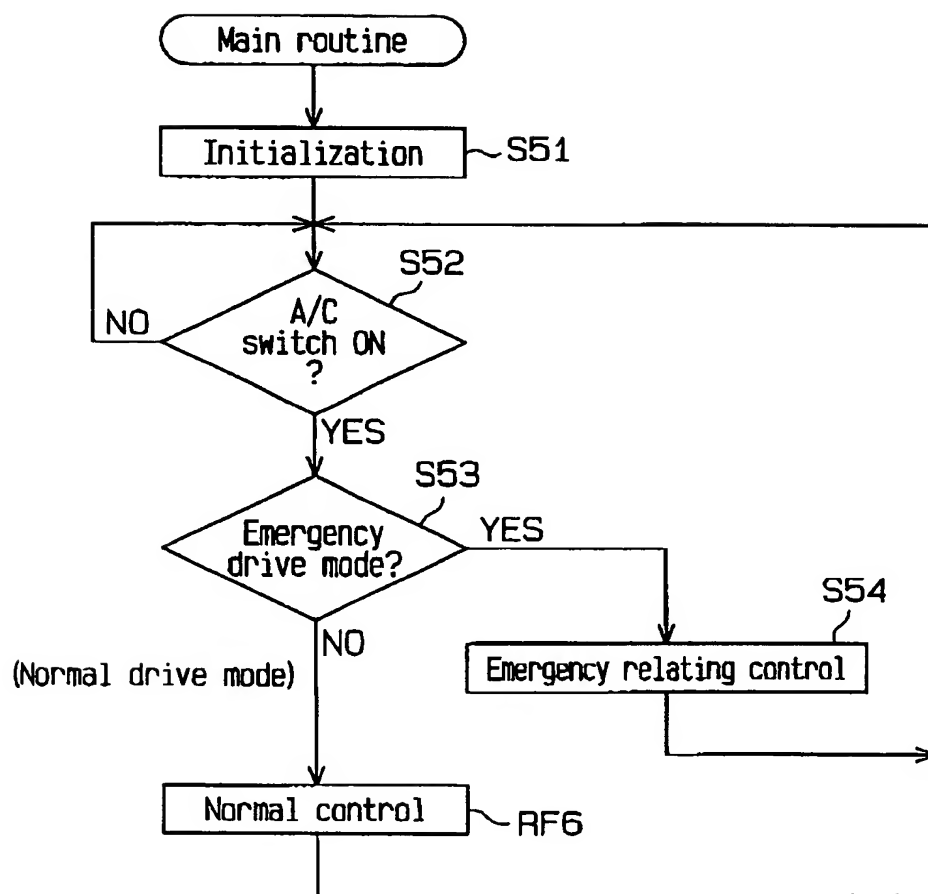 Main routine
Initialization
S51
S52
A/C
switch ON
?
NO
YES
S53
Emergency
drive mode?
YES
S54
NO
(Normal drive mode)
Emergency relating control
Normal control
RF6